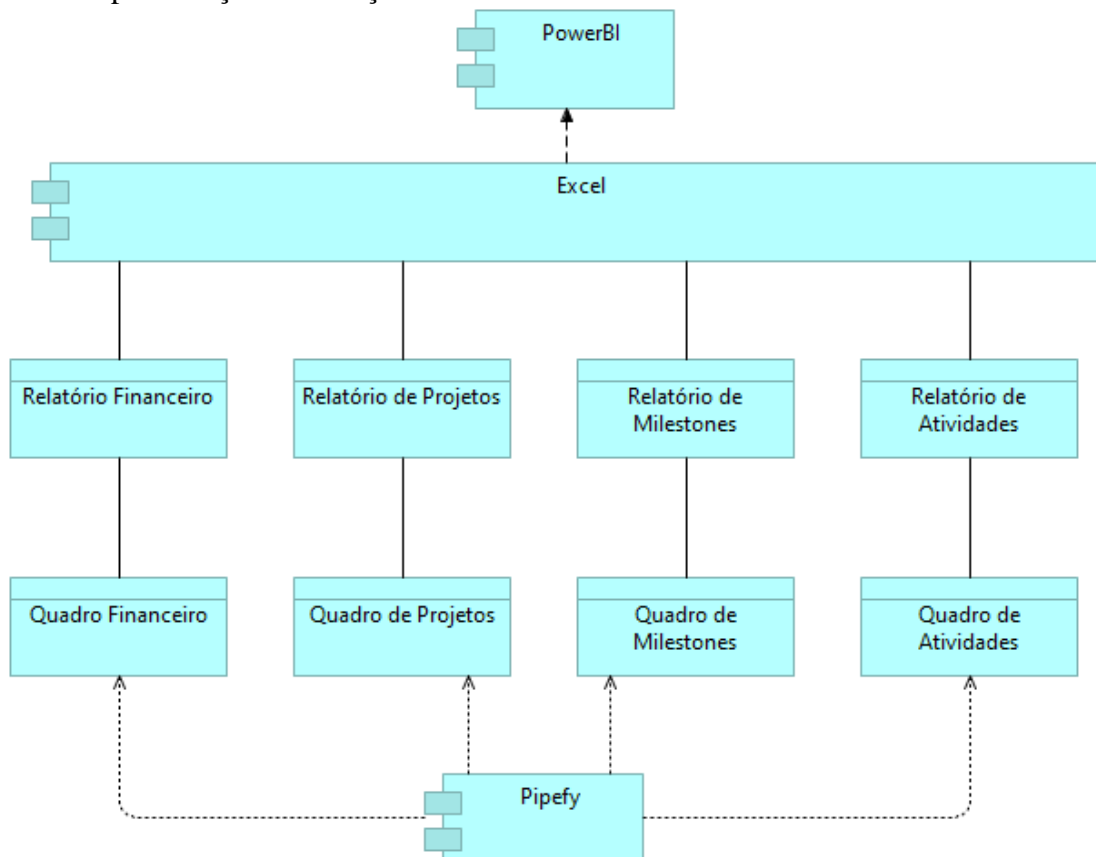 PowerBI
Excel
Relatório Financeiro
Relatório de Projetos
Relatório de
Milestones
Relatório de
Atividades
Quadro Financeiro
Quadro de Projetos
Quadro de
Milestones
Quadro de
Atividades
Pipefy